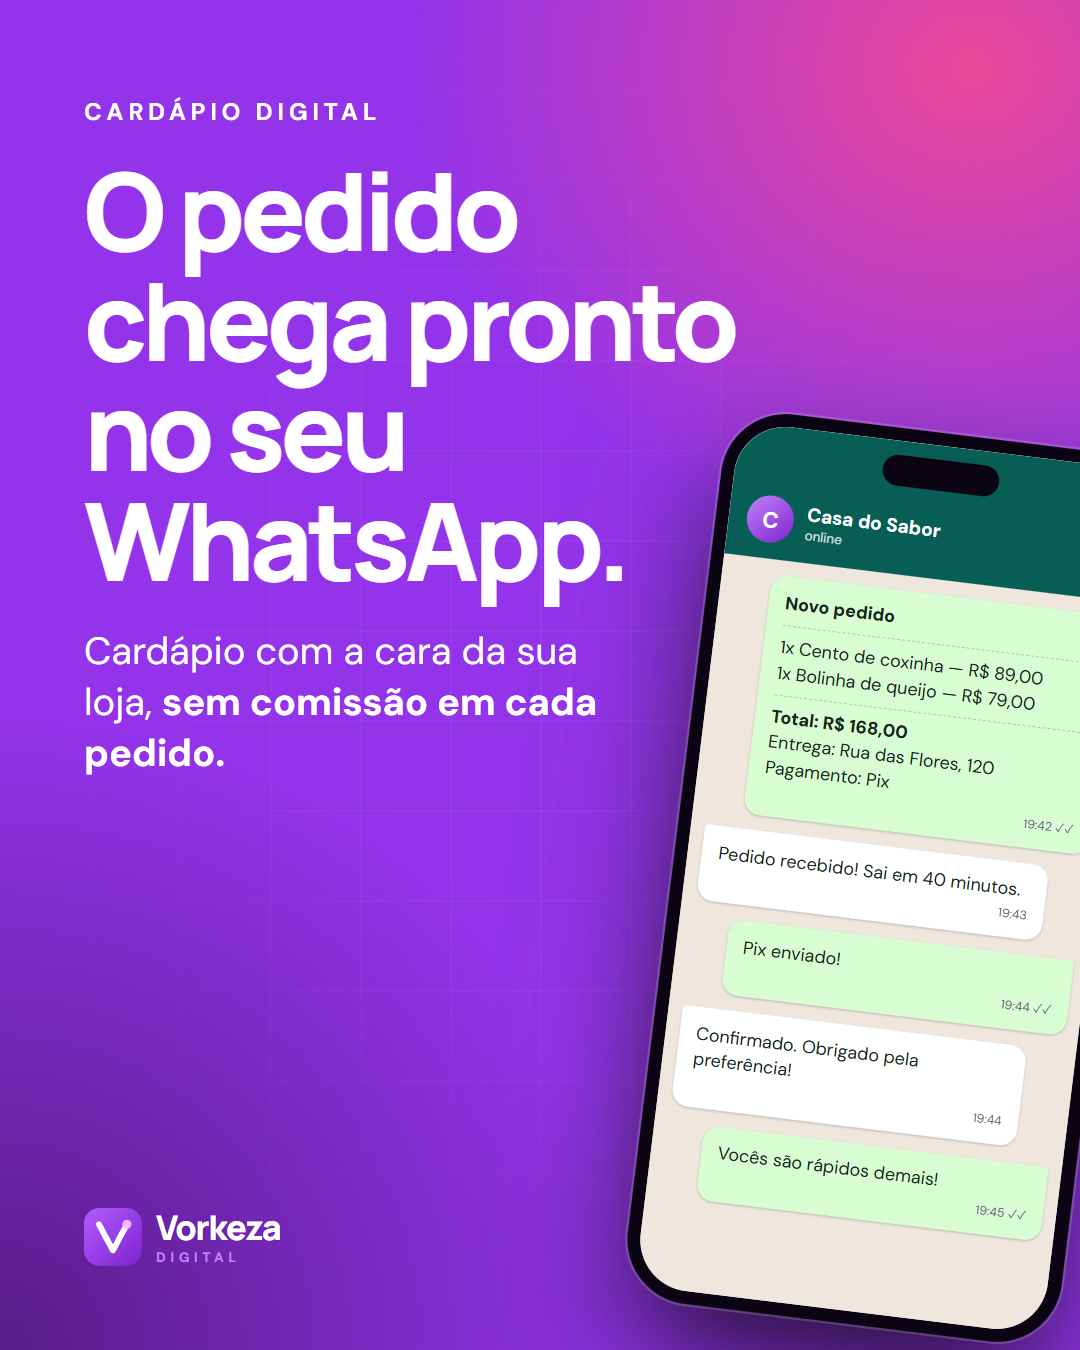 CARDÁPIO DIGITAL
O pedido
chega pronto
no seu
WhatsApp.
Cardápio com a cara da sua
loja, sem comissão em cada
pedido.
C
Casa do Sabor
online
Novo pedido
1x Cento de coxinha — R$ 89,00
1x Bolinha de queijo — R$ 79,00
Total: R$ 168,00
Entrega: Rua das Flores, 120
Pagamento: Pix
19:42 ✓✓
Pedido recebido! Sai em 40 minutos.
19:43
Pix enviado!
19:44 ✓✓
Confirmado. Obrigado pela
preferência!
19:44
Vocês são rápidos demais!
19:45 ✓✓
Vorkeza
DIGITAL